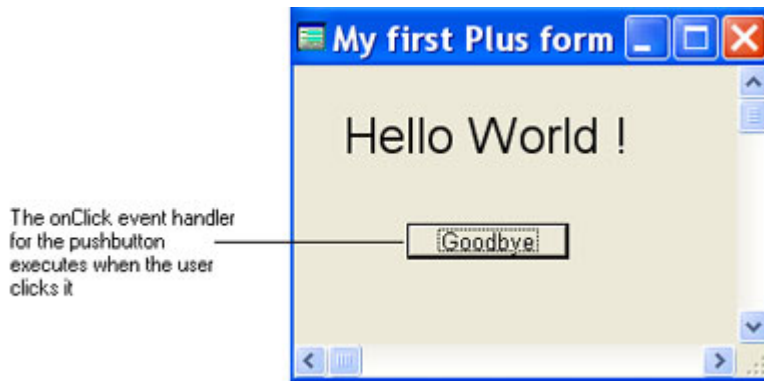 My first Plus form
Hello World !
The onClick event handler
for the pushbutton
executes when the user
clicks it
Goodbye